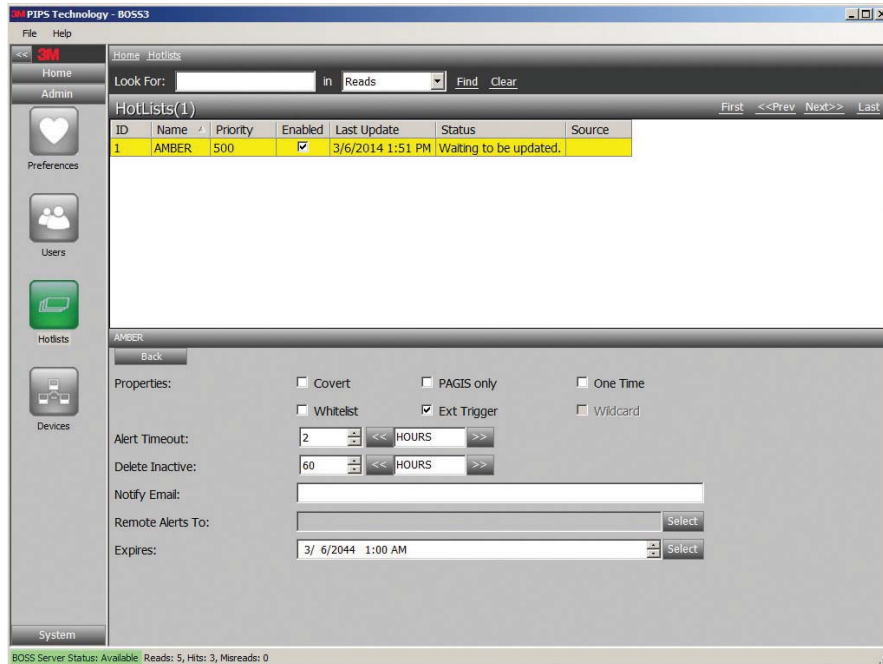 3M PIPS Technology - BOSS3
File Help
<< 3M
Home
Admin
Preferences
Users
Hotlists
Devices
System
Home Hotlists
Look For: in Reads Find Clear
HotLists(1) First <<Prev Next>> Last
ID Name Priority Enabled Last Update Status Source
1 AMBER 500 3/6/2014 1:51 PM Waiting to be updated.
AMBER
Back
Properties: Covert PAGIS only One Time
Whitelist Ext Trigger Wildcard
Alert Timeout: 2 << HOURS >>
Delete Inactive: 60 << HOURS >>
Notify Email:
Remote Alerts To: Select
Expires: 3/ 6/2044 1:00 AM Select
BOSS Server Status: Available Reads: 5, Hits: 3, Misreads: 0